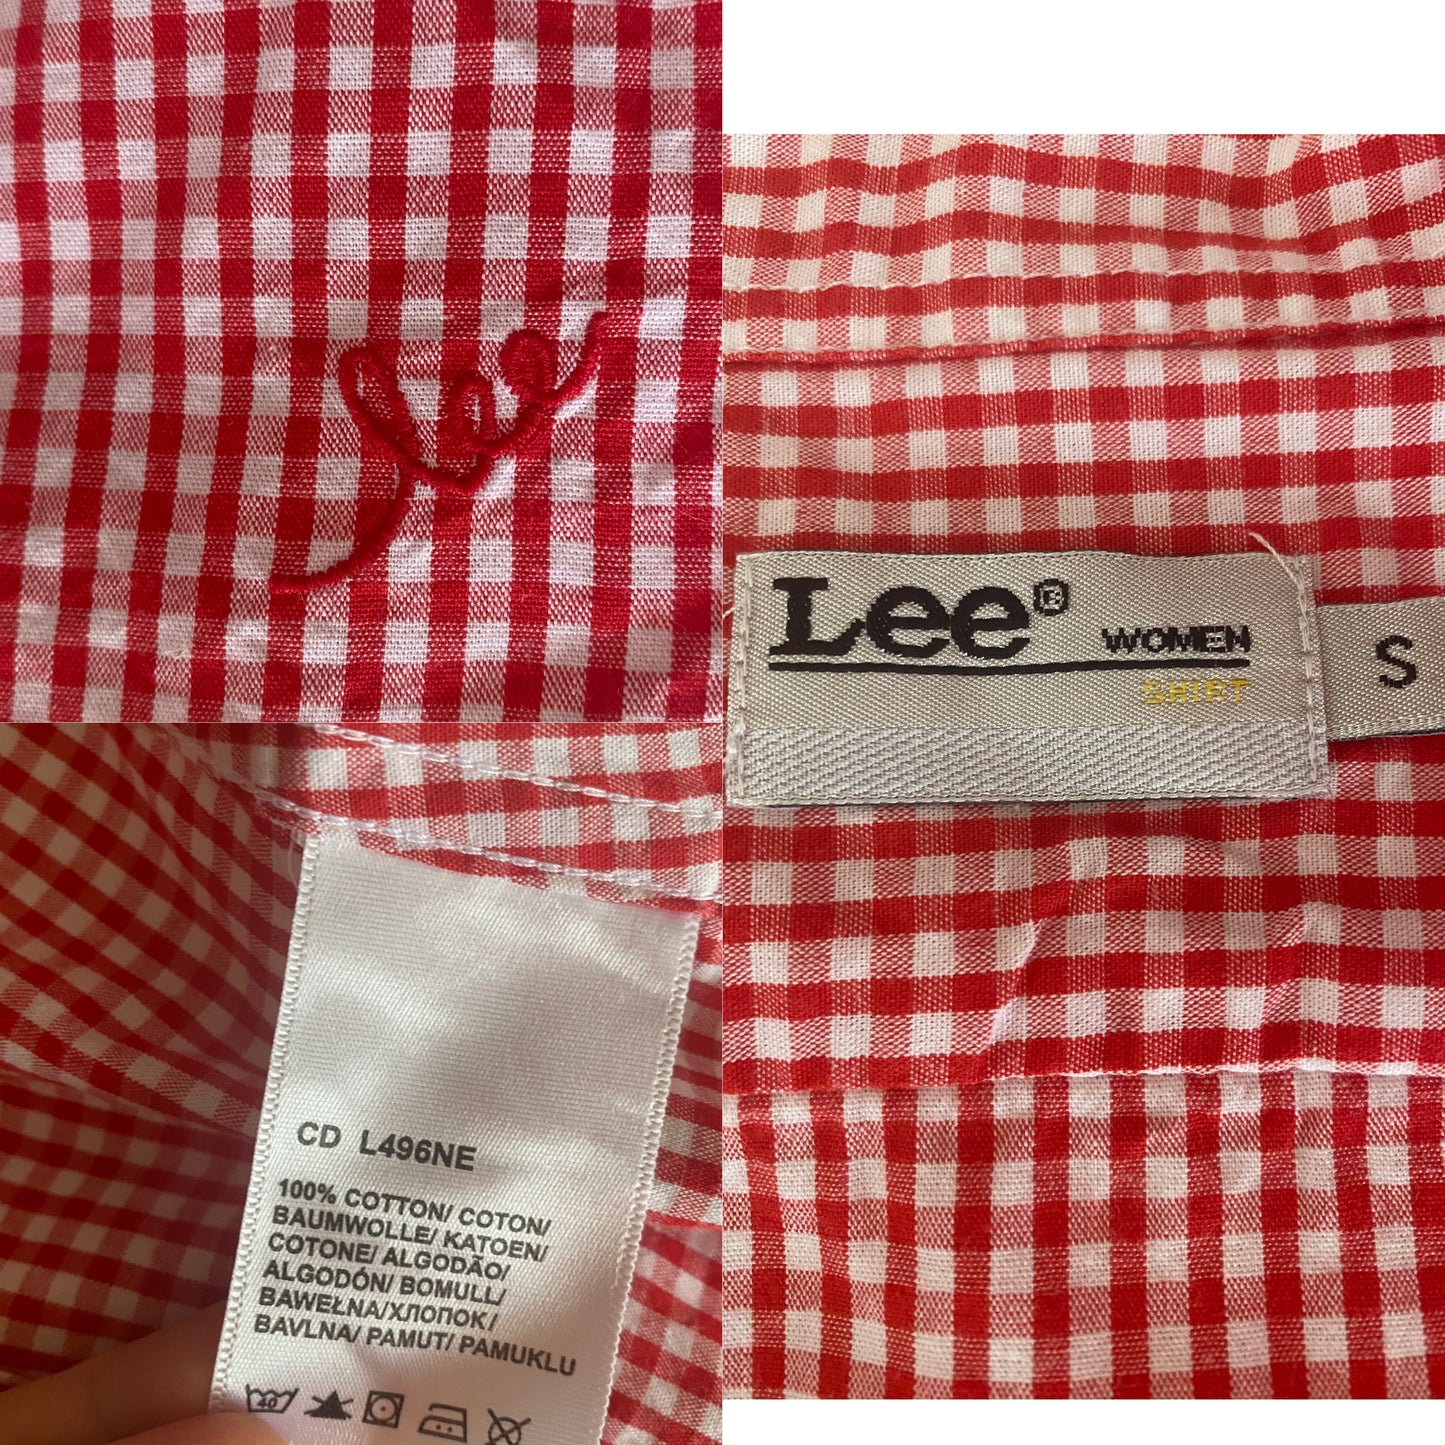 Lee
Lee® WOMEN
SHIRT
S
CD L496NE
100% COTTON/ COTON/
BAUMWOLLE/ KATOEN/
COTONE/ ALGODÃO/
ALGODÓN/ BOMULL/
BAWEŁNA/ХЛОПОК/
BAVLNA/ PAMUT/ PAMUKLU
40